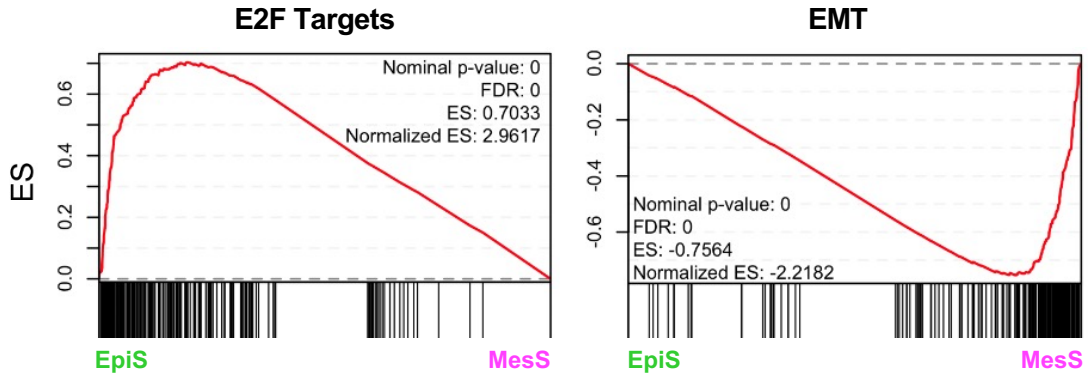 E2F Targets
ES
0.6
0.4
0.2
0.0
Nominal p-value: 0
FDR: 0
ES: 0.7033
Normalized ES: 2.9617
EpiS
MesS
EMT
0.0
-0.2
-0.4
-0.6
Nominal p-value: 0
FDR: 0
ES: -0.7564
Normalized ES: -2.2182
EpiS
MesS